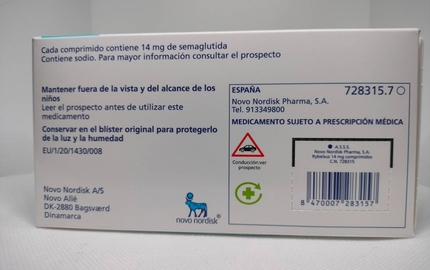 Cada comprimido contiene 14 mg de semaglutida
Contiene sodio. Para mayor información consultar el prospecto
Mantener fuera de la vista y del alcance de los
niños
Leer el prospecto antes de utilizar este
medicamento
Conservar en el blíster original para protegerlo
de la luz y la humedad
EU/1/20/1430/008
Novo Nordisk A/S
Novo Allé
DK-2880 Bagsværd
Dinamarca
novo nordisk®
ESPAÑA 728315.7
Novo Nordisk Pharma, S.A.
Tel. 913349800
MEDICAMENTO SUJETO A PRESCRIPCIÓN MÉDICA
Conducción:ver
prospecto
A.S.S.S.
Novo Nordisk Pharma, S.A.
Rybelsus 14 mg comprimidos
C.N. 728315
8 470007 283157